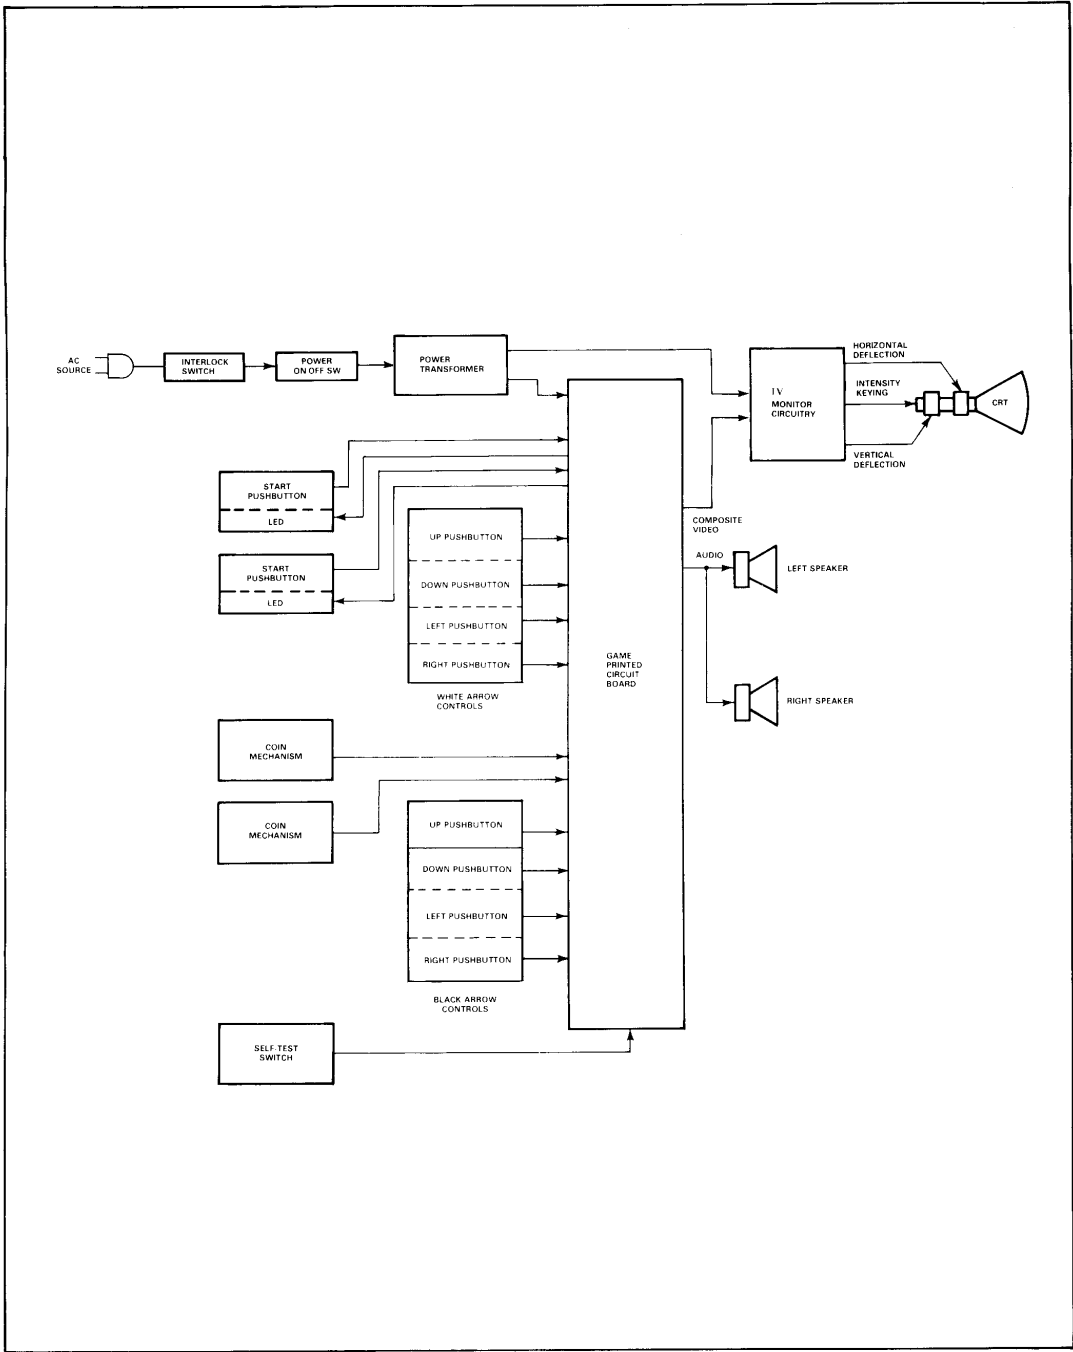 AC
SOURCE
INTERLOCK
SWITCH
POWER
ON OFF SW
POWER
TRANSFORMER
TV
MONITOR
CIRCUITRY
HORIZONTAL
DEFLECTION
INTENSITY
KEYING
CRT
VERTICAL
DEFLECTION
START
PUSHBUTTON
LED
START
PUSHBUTTON
LED
UP PUSHBUTTON
DOWN PUSHBUTTON
LEFT PUSHBUTTON
RIGHT PUSHBUTTON
WHITE ARROW
CONTROLS
COMPOSITE
VIDEO
AUDIO
LEFT SPEAKER
GAME
PRINTED
CIRCUIT
BOARD
RIGHT SPEAKER
COIN
MECHANISM
COIN
MECHANISM
UP PUSHBUTTON
DOWN PUSHBUTTON
LEFT PUSHBUTTON
RIGHT PUSHBUTTON
BLACK ARROW
CONTROLS
SELF-TEST
SWITCH